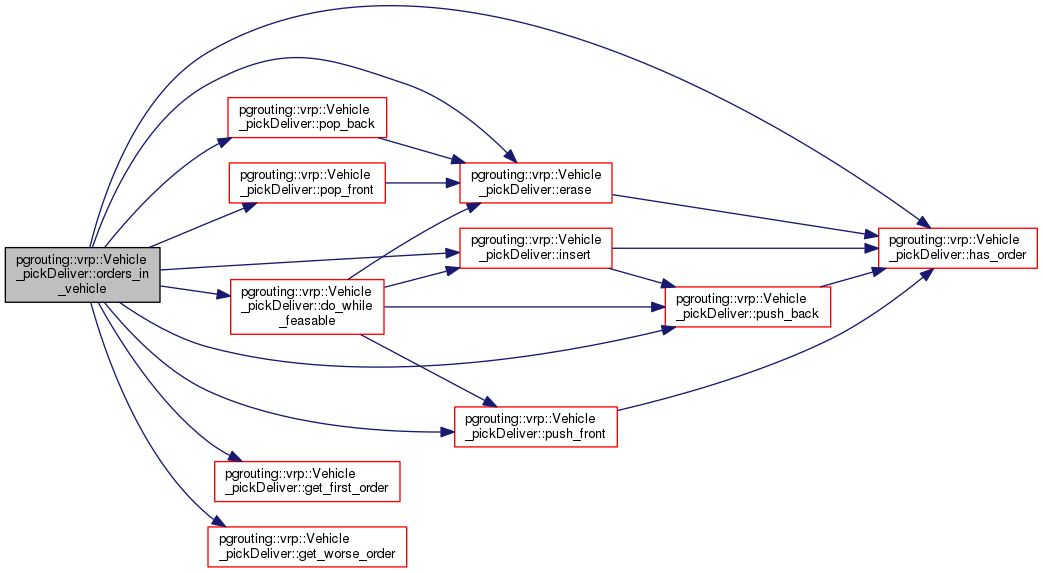 pgrouting::vrp::Vehicle
_pickDeliver::pop_back
pgrouting::vrp::Vehicle
_pickDeliver::pop_front
pgrouting::vrp::Vehicle
_pickDeliver::erase
pgrouting::vrp::Vehicle
_pickDeliver::orders_in
_vehicle
pgrouting::vrp::Vehicle
_pickDeliver::insert
pgrouting::vrp::Vehicle
_pickDeliver::has_order
pgrouting::vrp::Vehicle
_pickDeliver::do_while
_feasable
pgrouting::vrp::Vehicle
_pickDeliver::push_back
pgrouting::vrp::Vehicle
_pickDeliver::push_front
pgrouting::vrp::Vehicle
_pickDeliver::get_first_order
pgrouting::vrp::Vehicle
_pickDeliver::get_worse_order